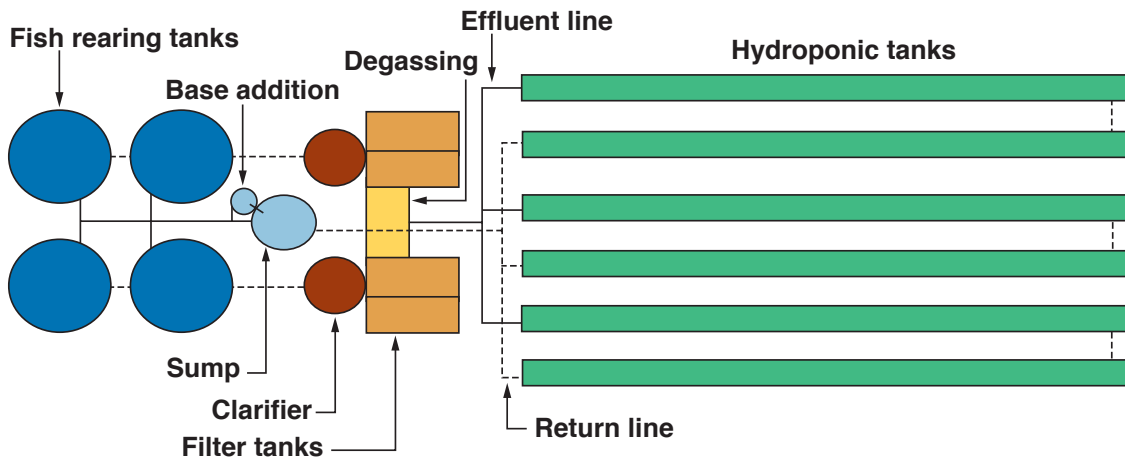 Effluent line
Fish rearing tanks
Hydroponic tanks
Degassing
Base addition
Sump
Clarifier
Return line
Filter tanks